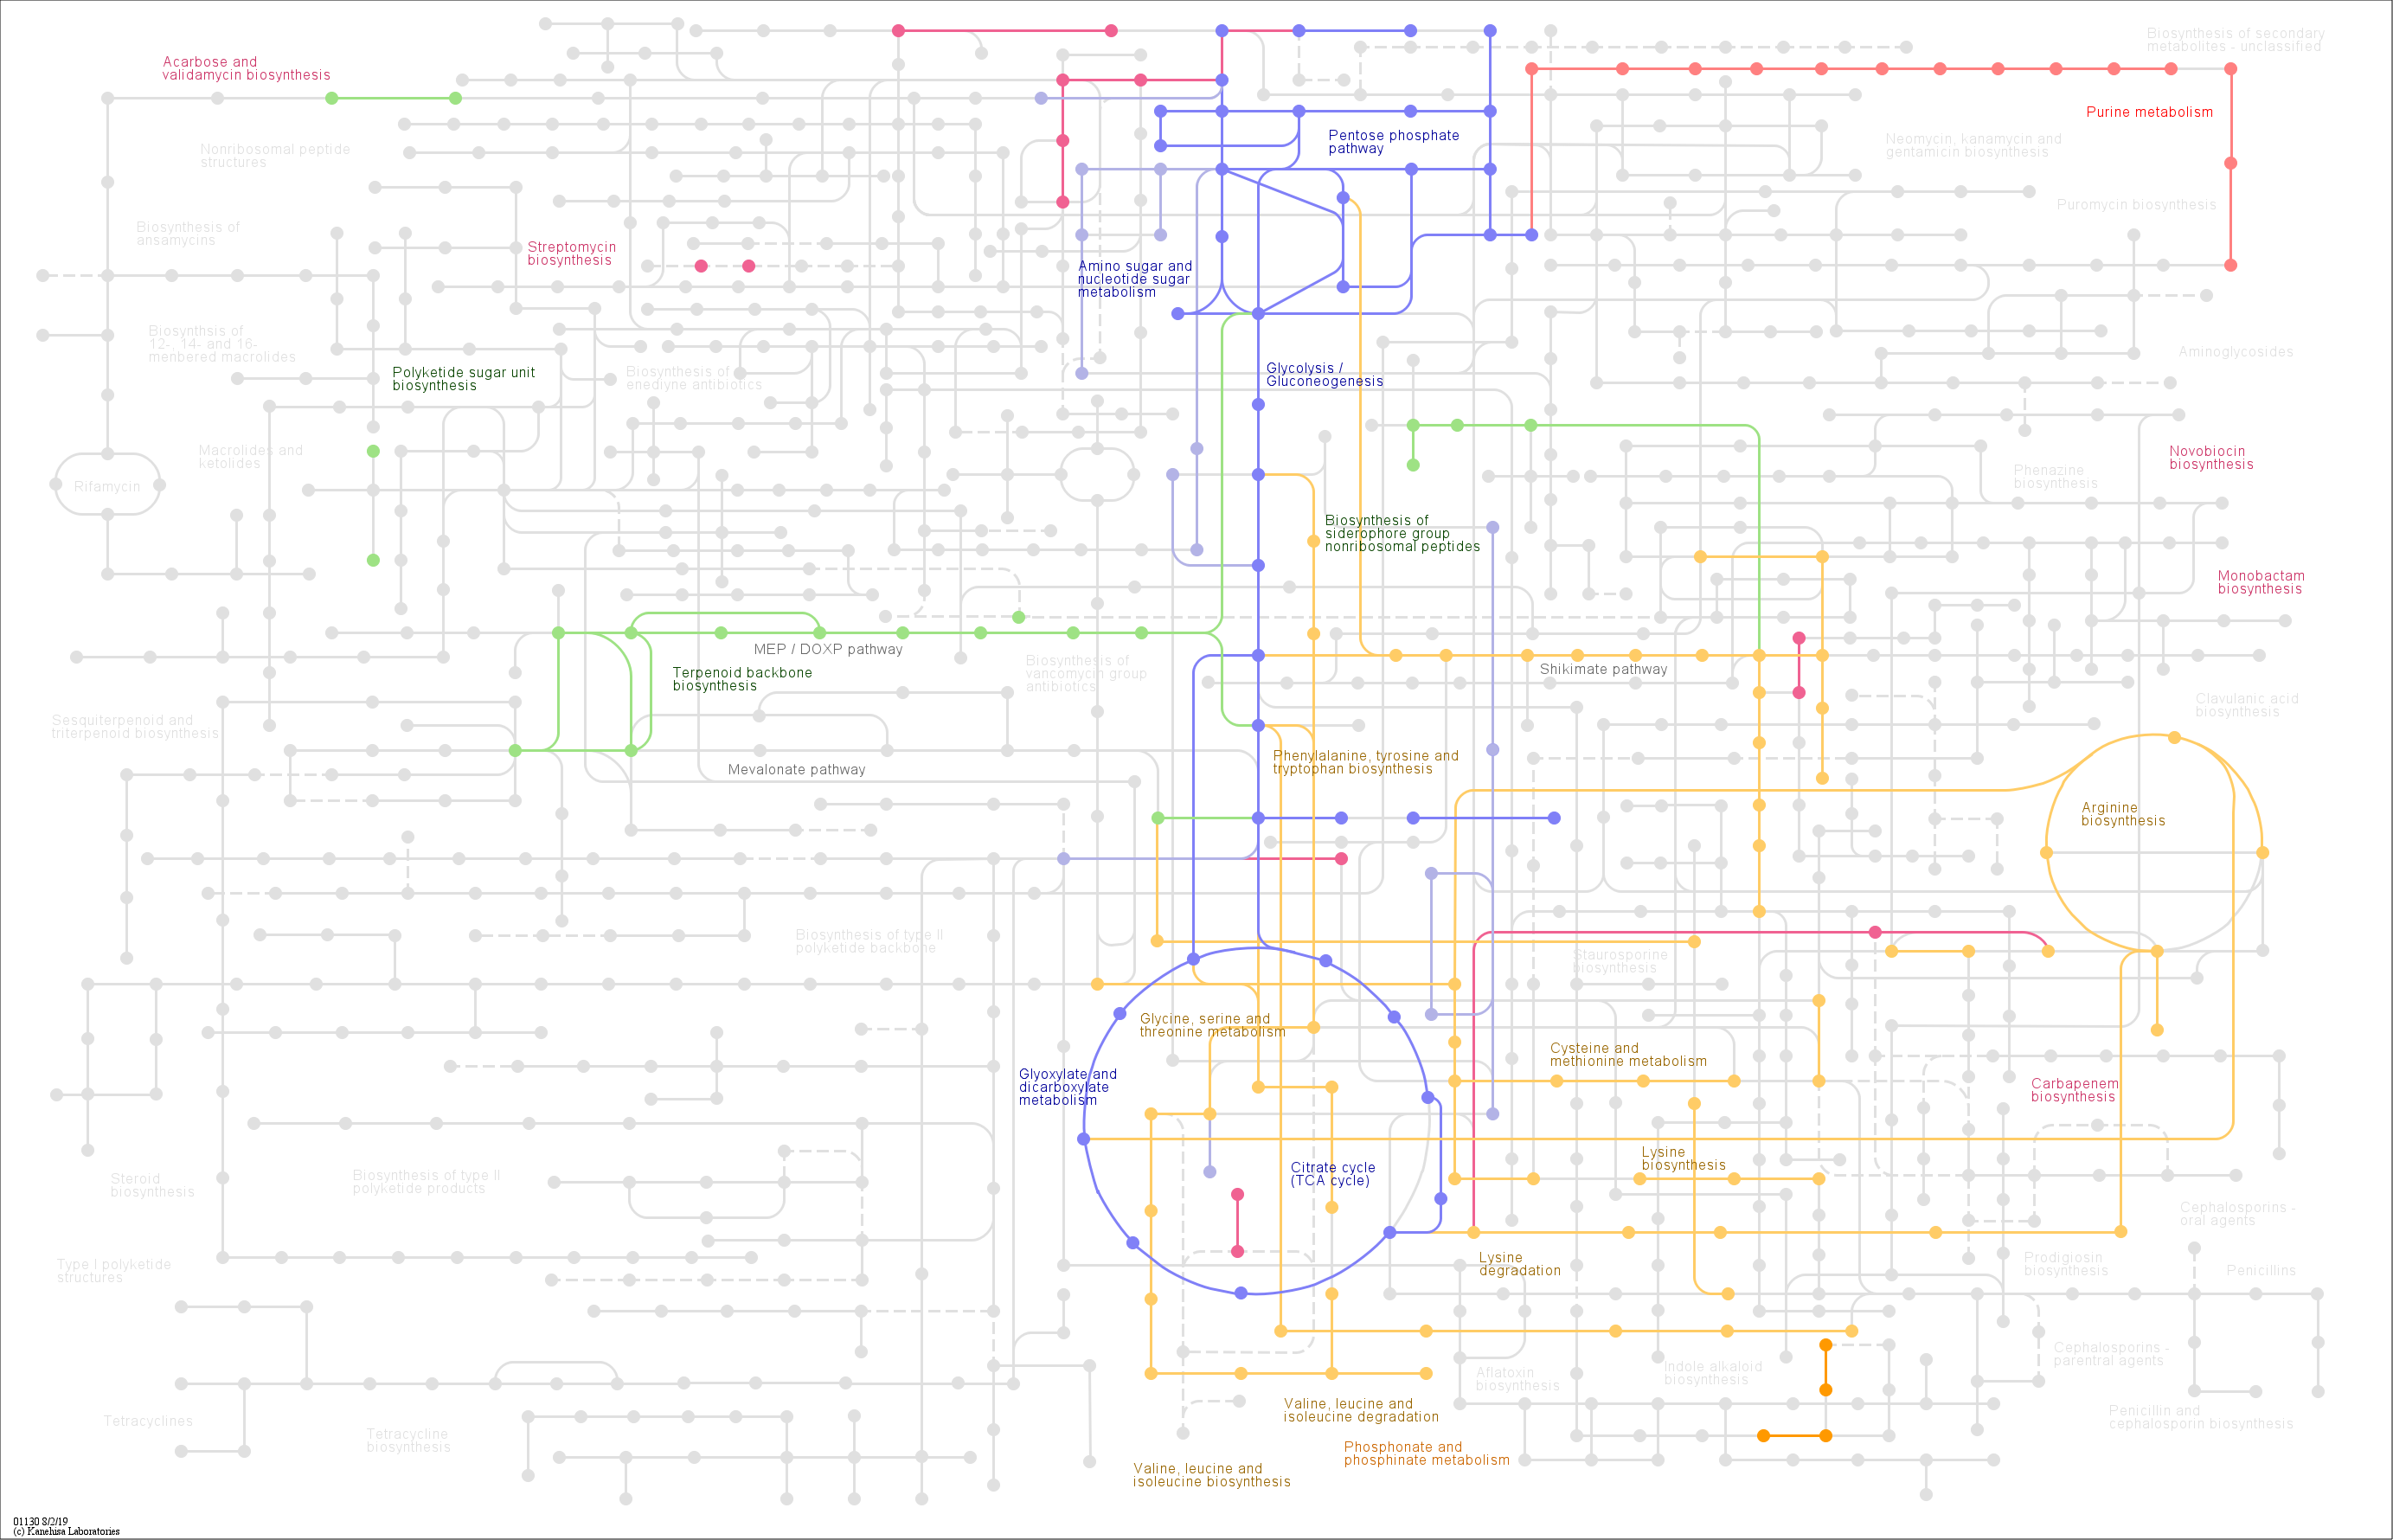 Biosynthesis of secondary
metabolites - unclassified
Acarbose and
validamycin biosynthesis
Purine metabolism
Pentose phosphate
pathway
Neomycin, kanamycin and
gentamicin biosynthesis
Nonribosomal peptide
structures
Puromycin biosynthesis
Biosynthesis of
ansamycins
Streptomycin
biosynthesis
Amino sugar and
nucleotide sugar
metabolism
Biosynthsis of
12-, 14- and 16-
menbered macrolides
Aminoglycosides
Polyketide sugar unit
biosynthesis
Biosynthesis of
enediyne antibiotics
Glycolysis /
Gluconeogenesis
Macrolides and
ketolides
Novobiocin
biosynthesis
Phenazine
biosynthesis
Rifamycin
Biosynthesis of
siderophore group
nonribosomal peptides
Monobactam
biosynthesis
MEP / DOXP pathway
Terpenoid backbone
biosynthesis
Biosynthesis of
vancomycin group
antibiotics
Shikimate pathway
Clavulanic acid
biosynthesis
Sesquiterpenoid and
triterpenoid biosynthesis
Mevalonate pathway
Phenylalanine, tyrosine and
tryptophan biosynthesis
Arginine
biosynthesis
Biosynthesis of type II
polyketide backbone
Staurosporine
biosynthesis
Glycine, serine and
threonine metabolism
Cysteine and
methionine metabolism
Glyoxylate and
dicarboxylate
metabolism
Carbapenem
biosynthesis
Steroid
biosynthesis
Biosynthesis of type II
polyketide products
Citrate cycle
(TCA cycle)
Lysine
biosynthesis
Cephalosporins -
oral agents
Type I polyketide
structures
Lysine
degradation
Prodigiosin
biosynthesis
Penicillins
Cephalosporins -
parentral agents
Aflatoxin
biosynthesis
Indole alkaloid
biosynthesis
Tetracyclines
Tetracycline
biosynthesis
Valine, leucine and
isoleucine degradation
Penicillin and
cephalosporin biosynthesis
Phosphonate and
phosphinate metabolism
Valine, leucine and
isoleucine biosynthesis
01130 8/2/19
(c) Kanehisa Laboratories